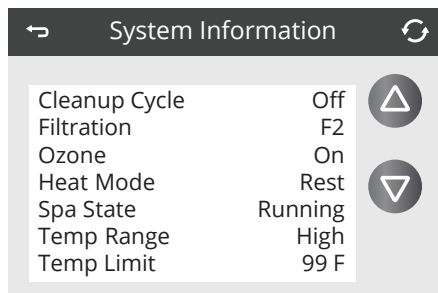 System Information
Cleanup Cycle Off
Filtration F2
Ozone On
Heat Mode Rest
Spa State Running
Temp Range High
Temp Limit 99 F